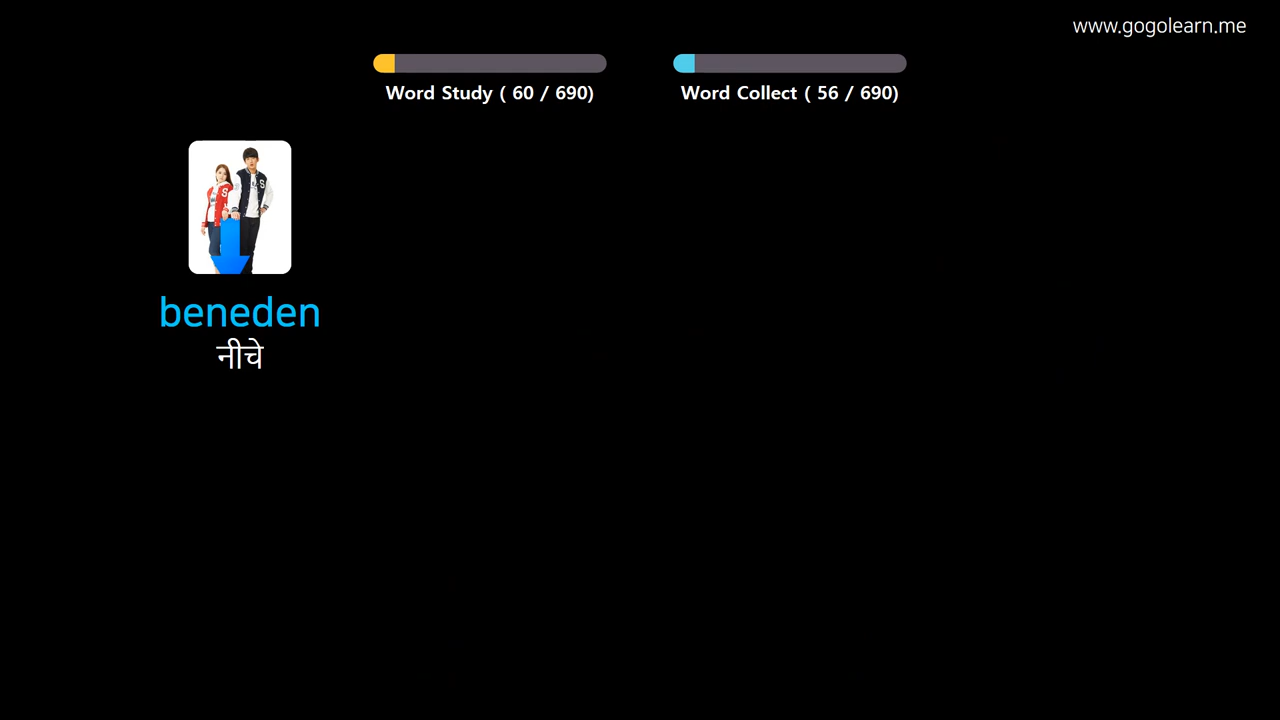 www.gogolearn.me
Word Study ( 60 / 690)
Word Collect ( 56 / 690)
S
S
beneden
नीचे